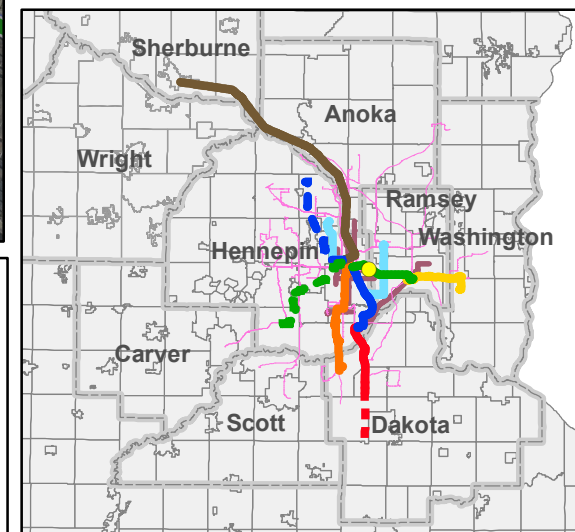 Sherburne
Anoka
Wright
Ramsey
Washington
Hennepin
Carver
Scott
Dakota